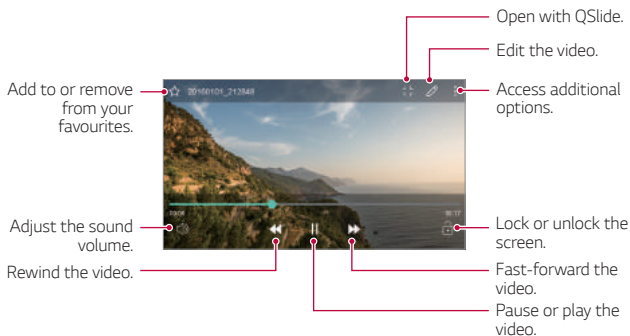 Open with QSlide.
Edit the video.
Add to or remove
from your
favourites.
20160101_212848
Access additional
options.
Adjust the sound
volume.
Lock or unlock the
screen.
Rewind the video.
Fast-forward the
video.
Pause or play the
video.